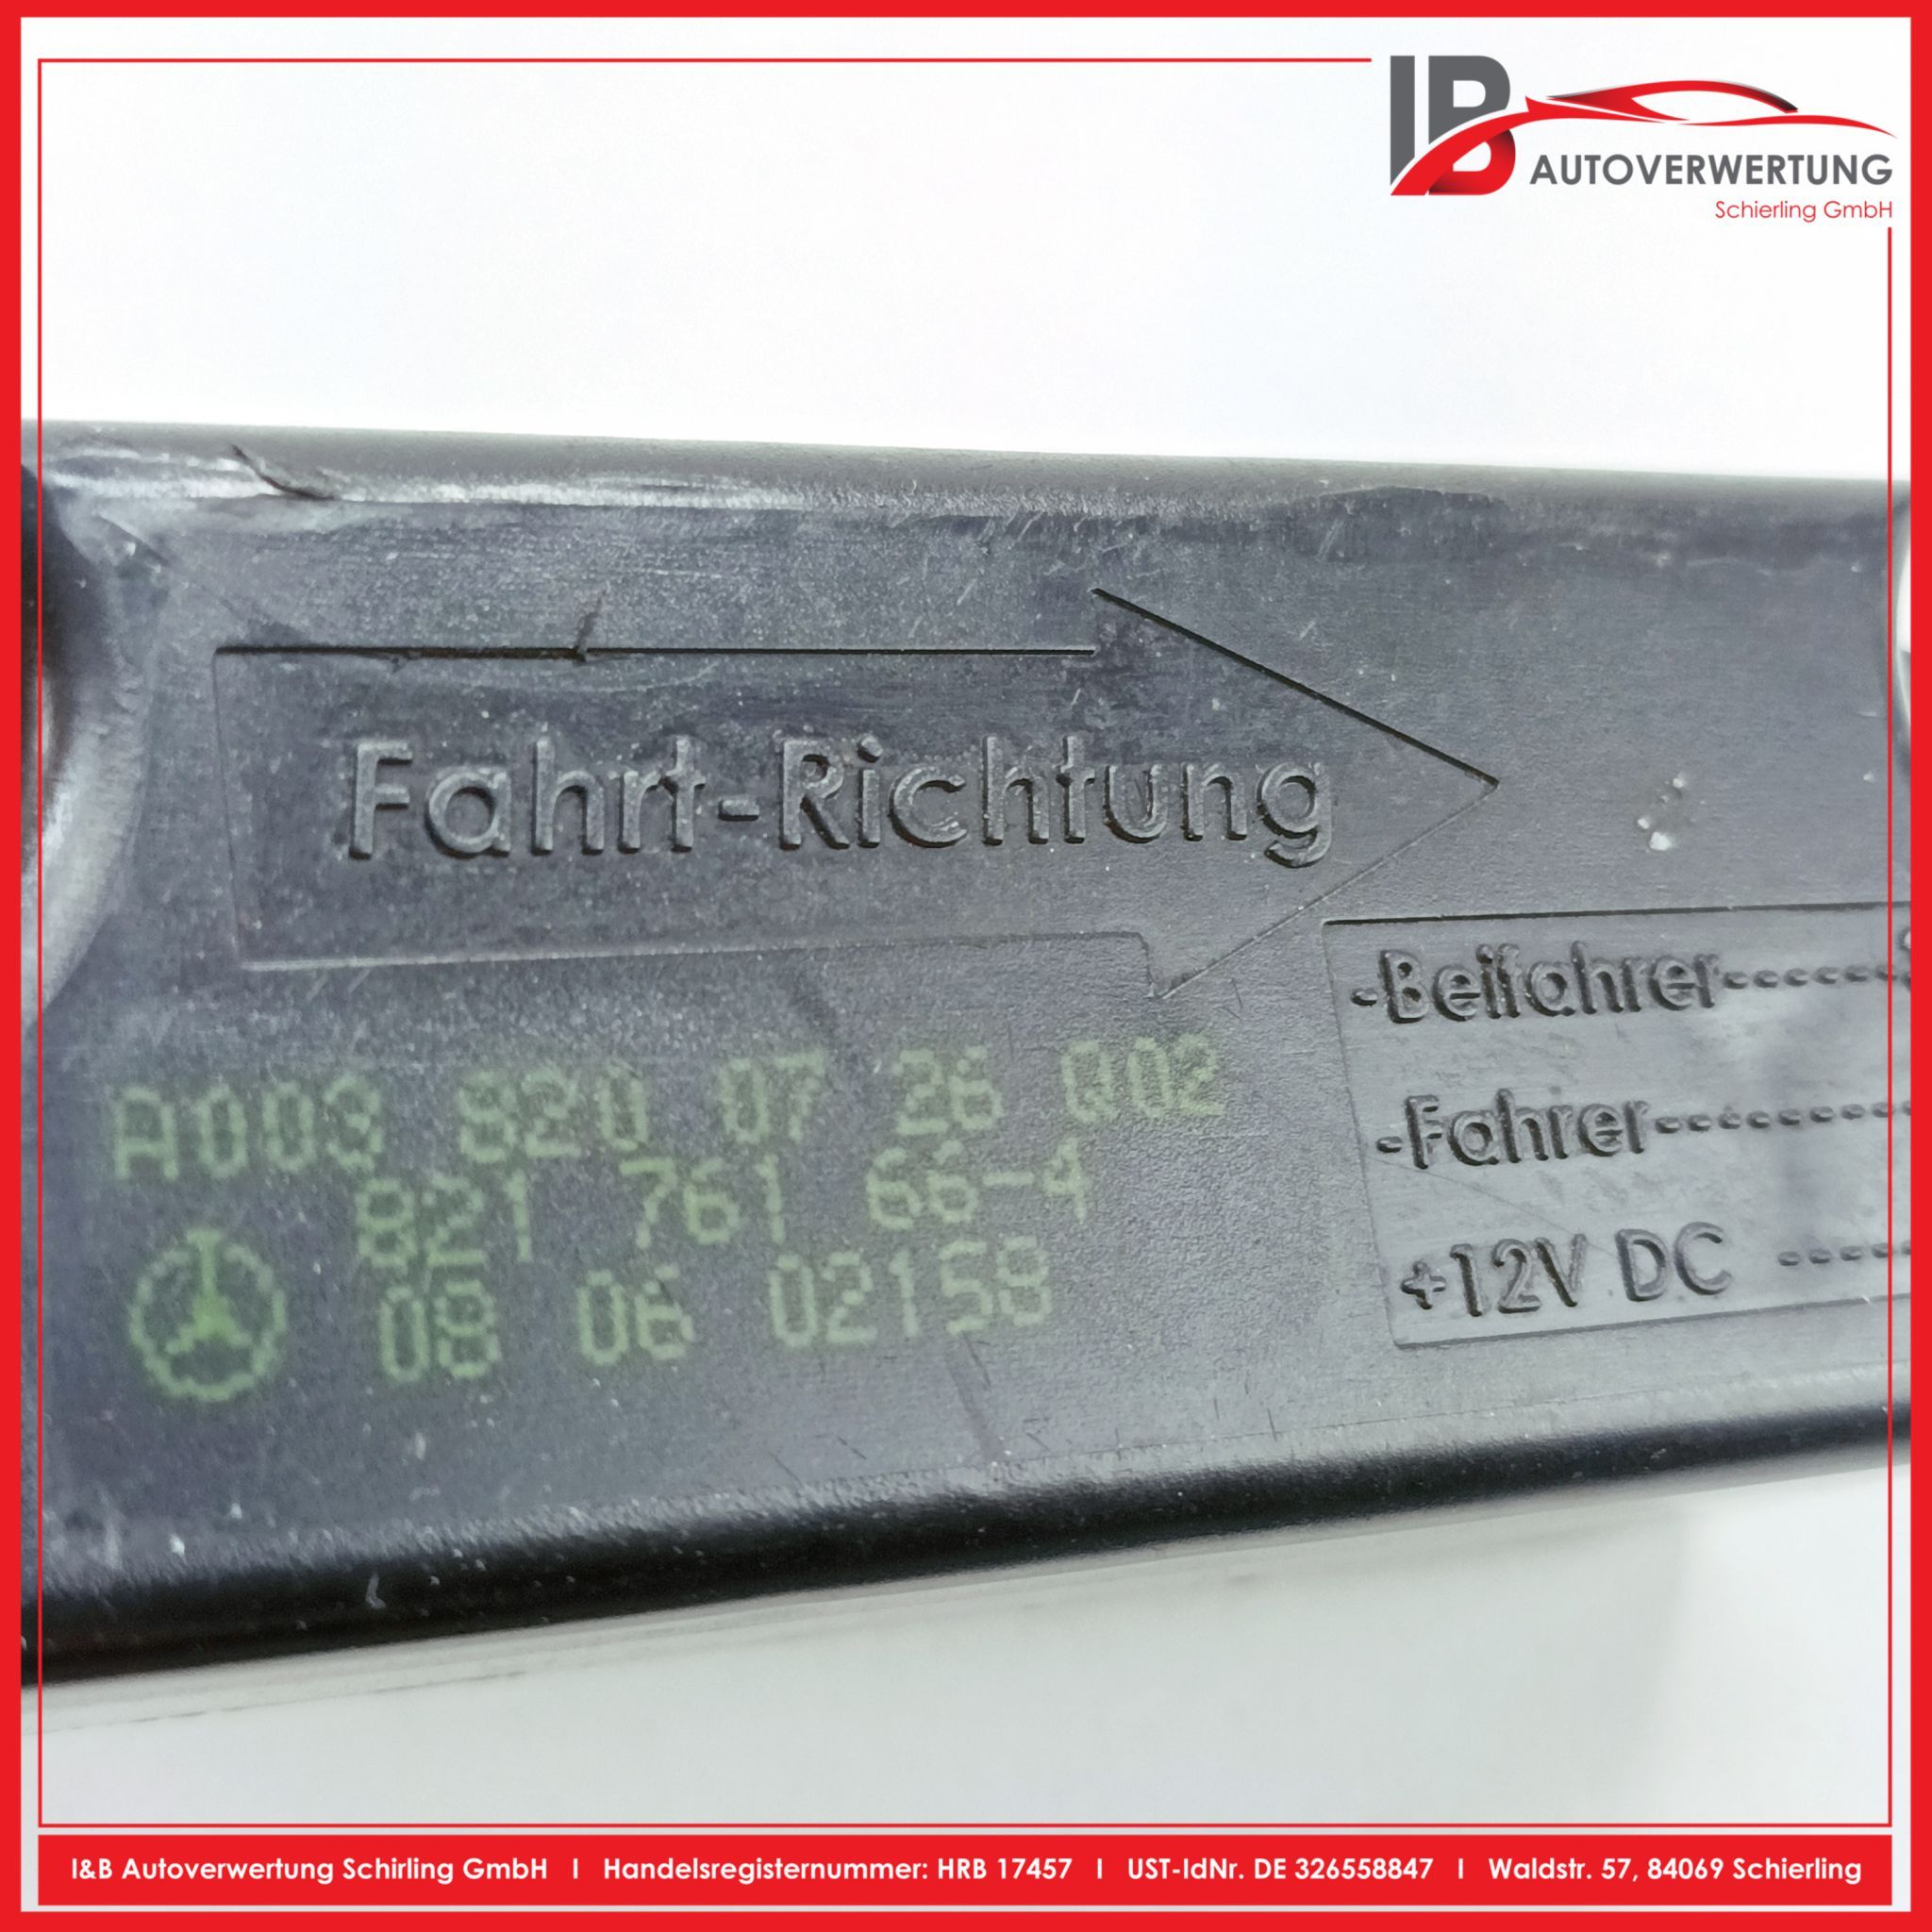 IB
AUTOVERWERTUNG
Schierling GmbH
Fahrt-Richtung
-Beifahrer------
-Fahrer------
+12V DC ----
A003 820 07 26 Q02
821 761 66-4
08 06 02158
I&B Autoverwertung Schirling GmbH I Handelsregisternummer: HRB 17457 I UST-IdNr. DE 326558847 I Waldstr. 57, 84069 Schierling